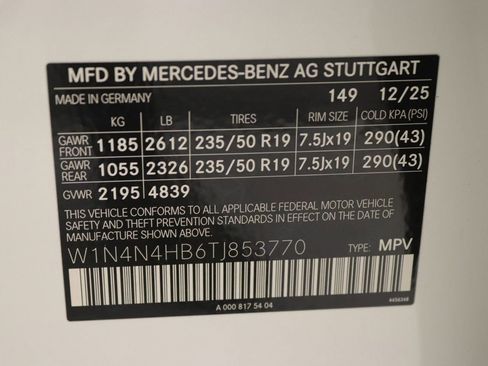 MFD BY MERCEDES-BENZ AG STUTTGART
MADE IN GERMANY 149 12/25
KG LB TIRES RIM SIZE COLD KPA (PSI)
GAWR FRONT 1185 2612 235/50 R19 7.5Jx19 290(43)
GAWR REAR 1055 2326 235/50 R19 7.5Jx19 290(43)
GVWR 2195 4839
THIS VEHICLE CONFORMS TO ALL APPLICABLE FEDERAL MOTOR VEHICLE
SAFETY AND THEFT PREVENTION STANDARDS IN EFFECT ON THE DATE OF
MANUFACTURE SHOWN ABOVE.
W1N4N4HB6TJ853770 TYPE: MPV
A 000 817 54 04